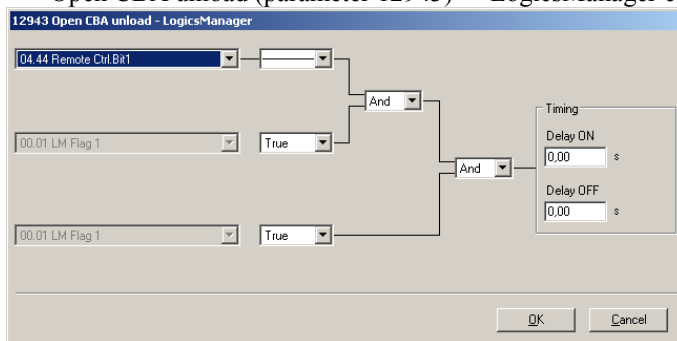 Open CBA unload (parameter 12943) LogicsManager
12943 Open CBA unload - LogicsManager
04.44 Remote Ctrl.Bit1
And
Timing
Delay ON
00.01 LM Flag 1 True
0,00 s
And
Delay OFF
0,00 s
00.01 LM Flag 1 True
OK Cancel